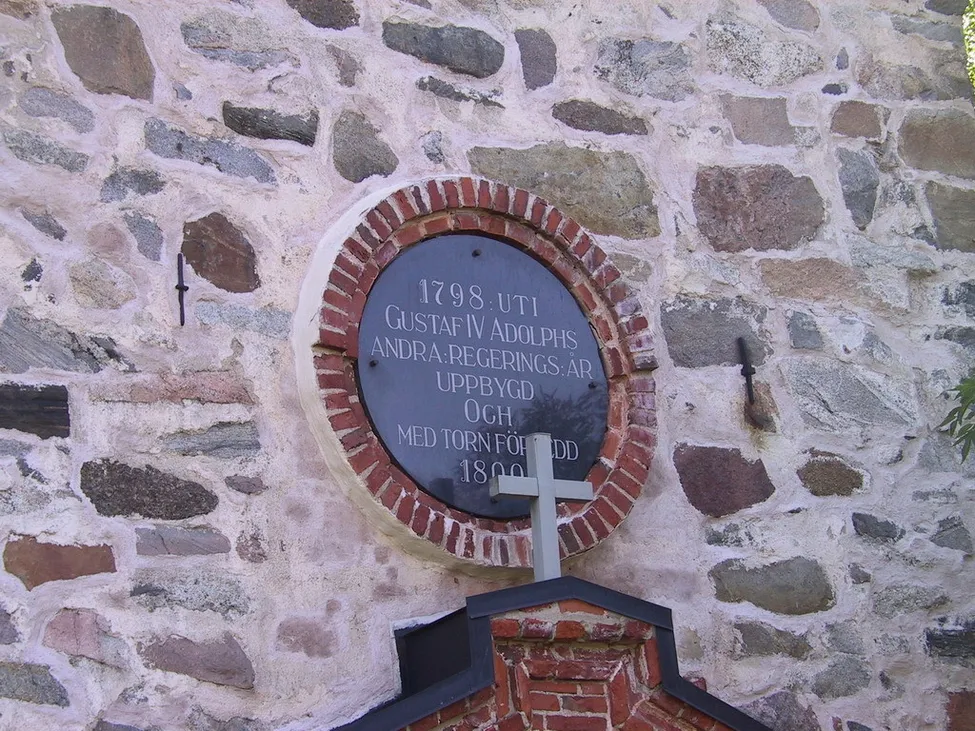 1798: UTI
GUSTAF IV ADOLPHS
ANDRA: REGERINGS: ÅR
UPPBYGD
OCH.
MED TORN